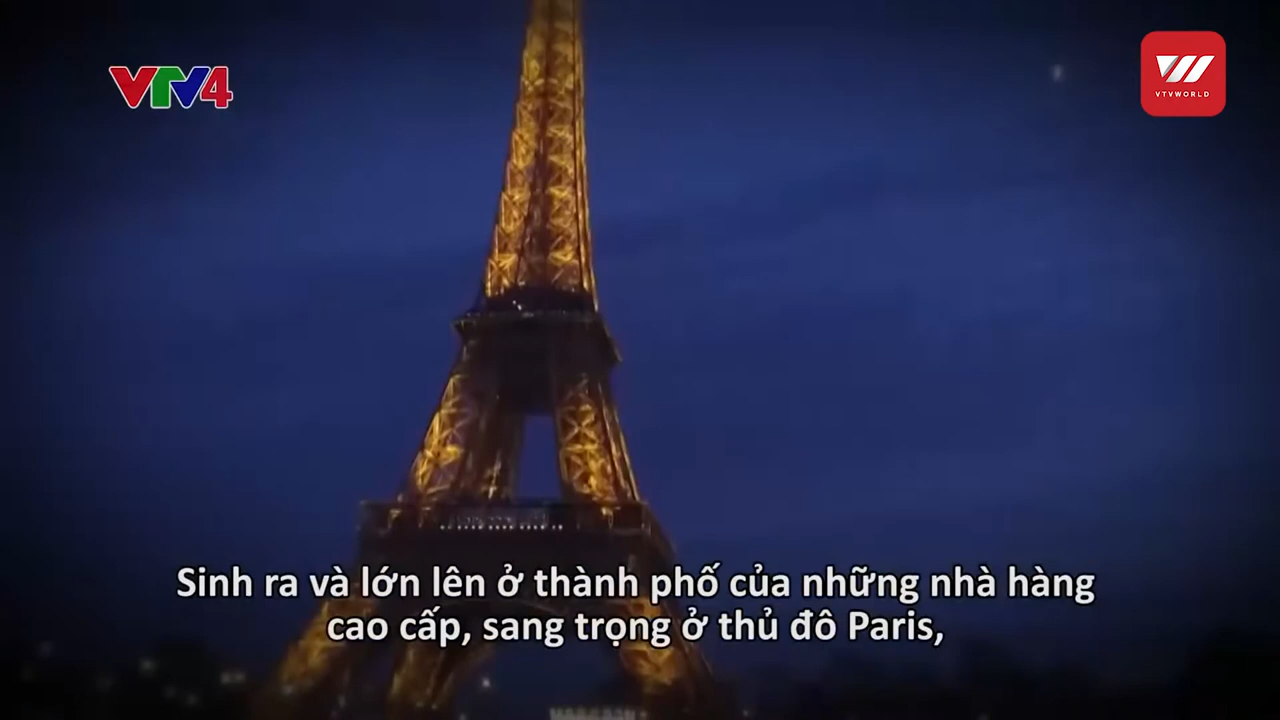 VTV4
VTVWORLD
Sinh ra và lớn lên ở thành phố của những nhà hàng
cao cấp, sang trọng ở thủ đô Paris,